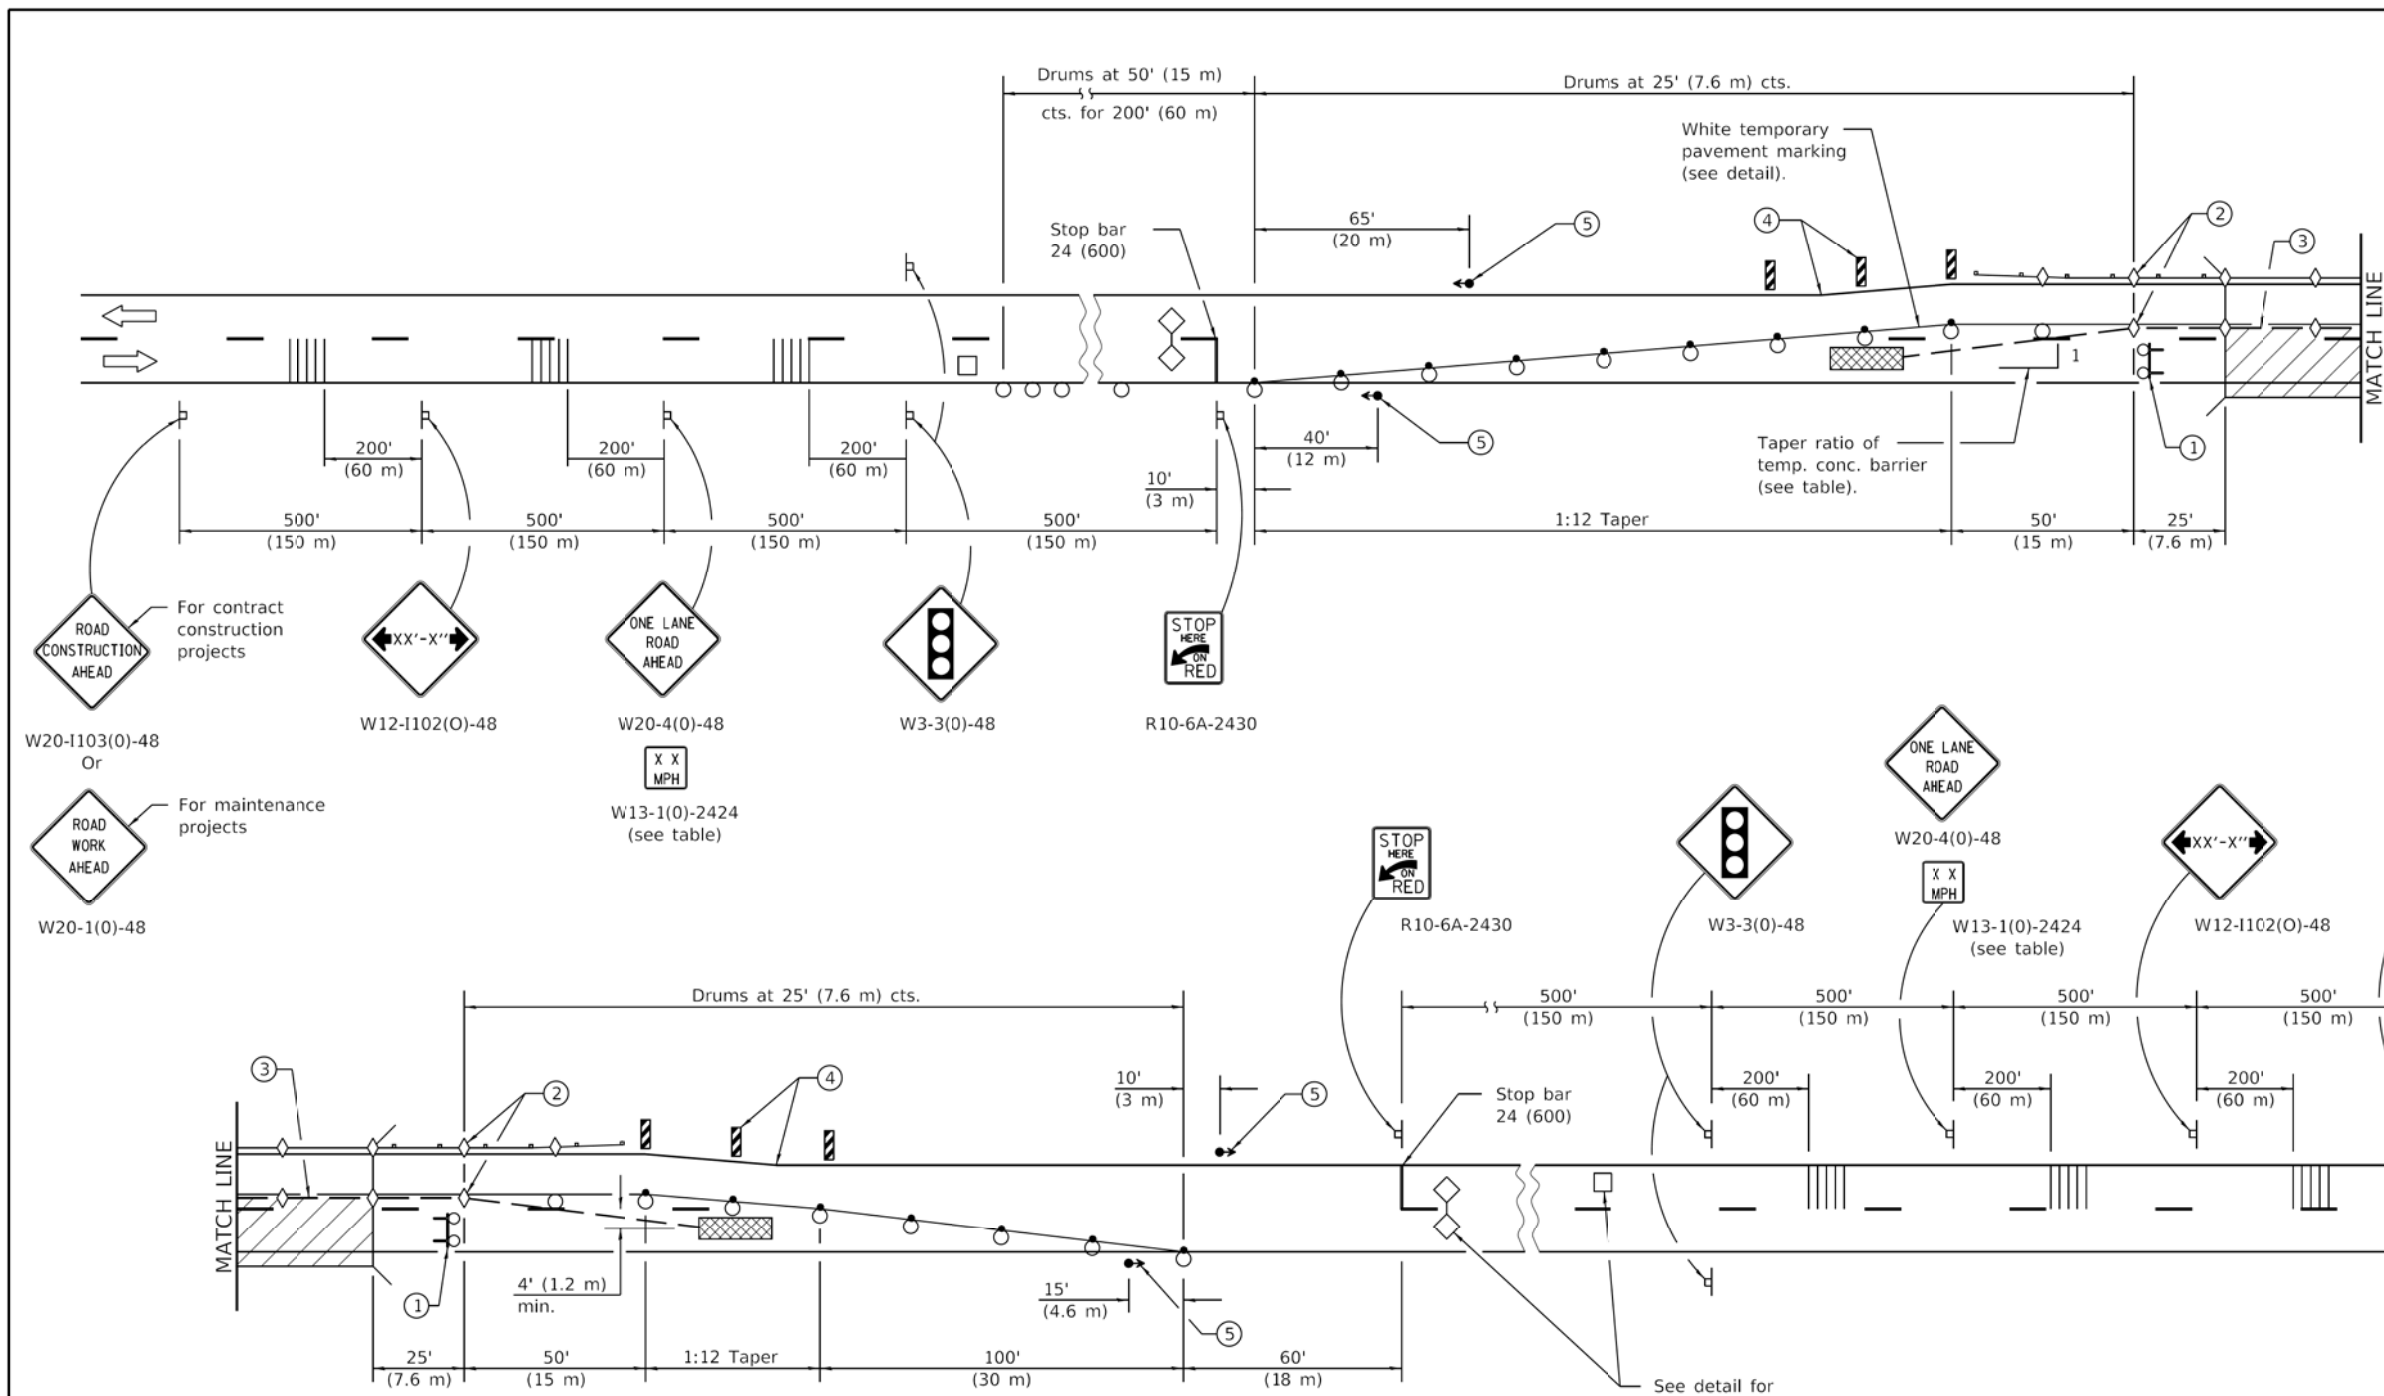 Drums at 50' (15 m)
cts. for 200' (60 m)
Drums at 25' (7.6 m) cts.
White temporary
pavement marking
(see detail).
Stop bar
24 (600)
65'
(20 m)
5
4
2
3
MATCH LINE
1
5
1
200'
(60 m)
200'
(60 m)
200'
(60 m)
40'
(12 m)
10'
(3 m)
Taper ratio of
temp. conc. barrier
(see table).
500'
(150 m)
500'
(150 m)
500'
(150 m)
500'
(150 m)
1:12 Taper
50'
(15 m)
25'
(7.6 m)
ROAD
CONSTRUCTION
AHEAD
For contract
construction
projects
W20-I103(0)-48
Or
ROAD
WORK
AHEAD
For maintenance
projects
W20-1(0)-48
XX'-X''
W12-I102(O)-48
ONE LANE
ROAD
AHEAD
W20-4(0)-48
X X
MPH
W13-1(0)-2424
(see table)
W3-3(0)-48
STOP
HERE
ON
RED
R10-6A-2430
STOP
HERE
ON
RED
R10-6A-2430
W3-3(0)-48
ONE LANE
ROAD
AHEAD
W20-4(0)-48
X X
MPH
W13-1(0)-2424
(see table)
XX'-X''
W12-I102(O)-48
Drums at 25' (7.6 m) cts.
500'
(150 m)
500'
(150 m)
500'
(150 m)
500'
(150 m)
3
2
4
10'
(3 m)
5
Stop bar
24 (600)
200'
(60 m)
200'
(60 m)
200'
(60 m)
MATCH LINE
1
4' (1.2 m)
min.
15'
(4.6 m)
5
25'
(7.6 m)
50'
(15 m)
1:12 Taper
100'
(30 m)
60'
(18 m)
See detail for